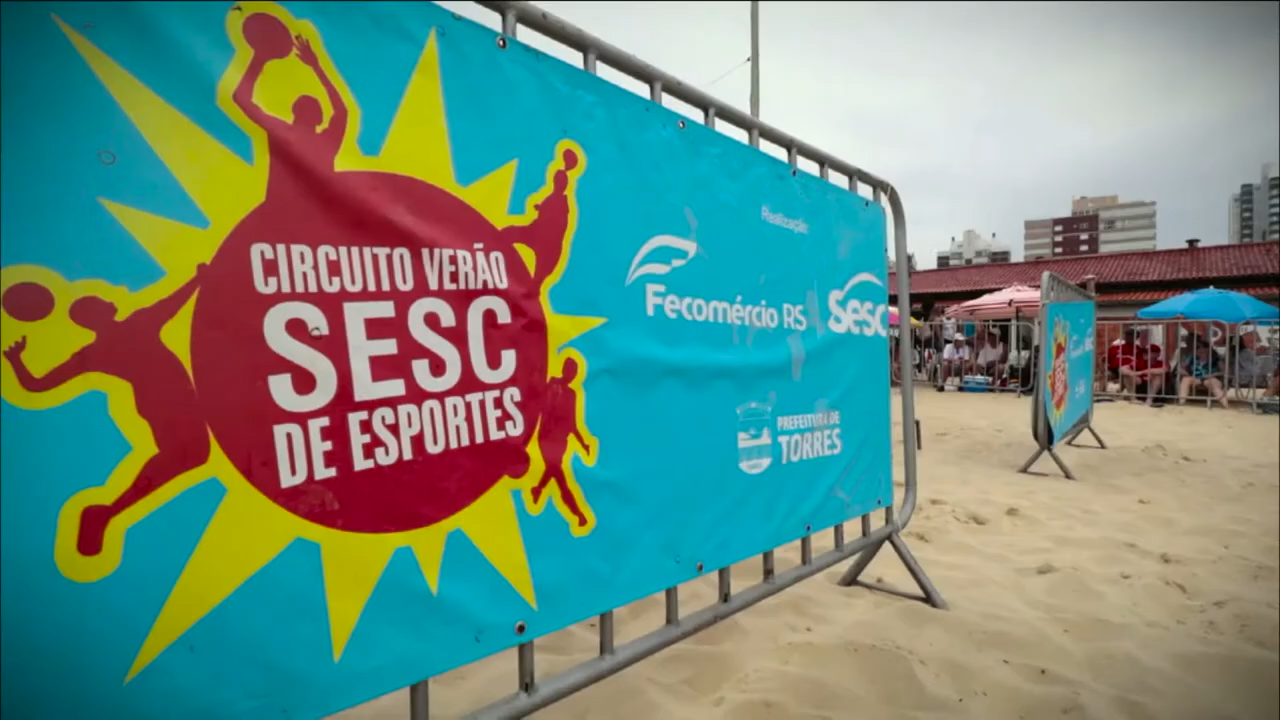 CIRCUITO VERÃO
SESC
DE ESPORTES
Realização
Fecomércio RS
Sesc
PREFEITURA DE
TORRES